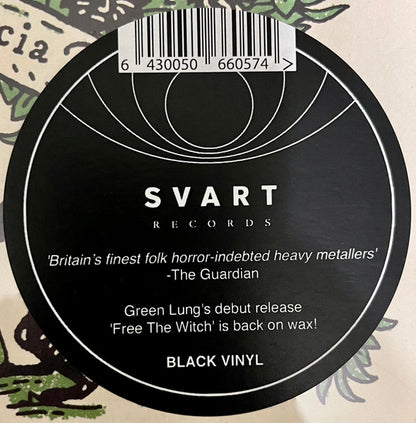 cia
6 430050 660574 >
SVART
RECORDS
'Britain's finest folk horror-indebted heavy metallers'
-The Guardian
Green Lung's debut release
'Free The Witch' is back on wax!
BLACK VINYL